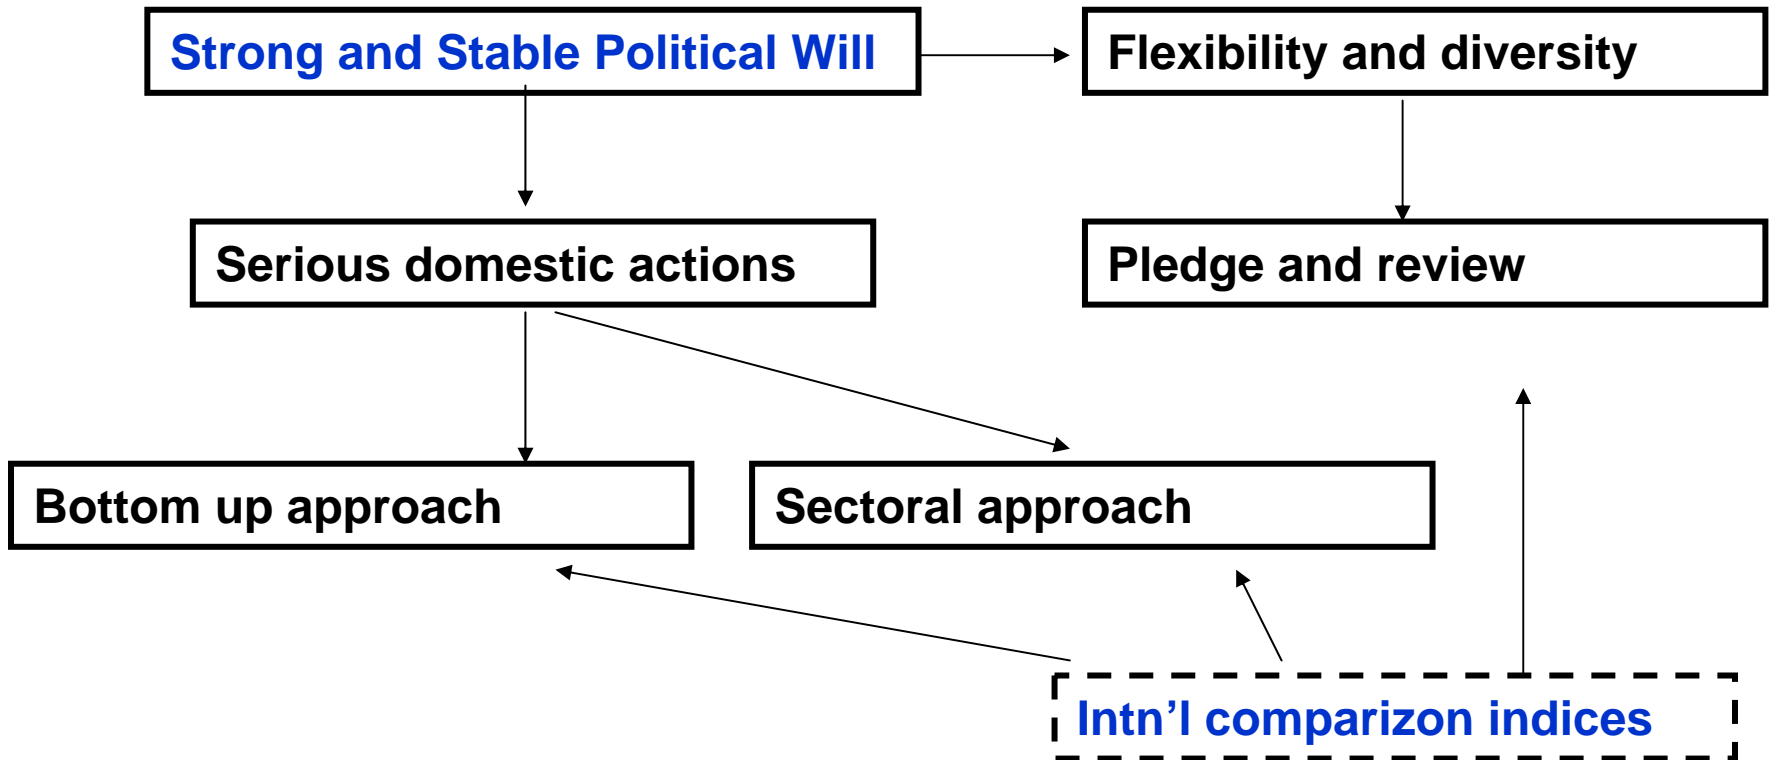 Strong and Stable Political Will
Flexibility and diversity
Serious domestic actions
Pledge and review
Bottom up approach
Sectoral approach
Intn’l comparizon indices